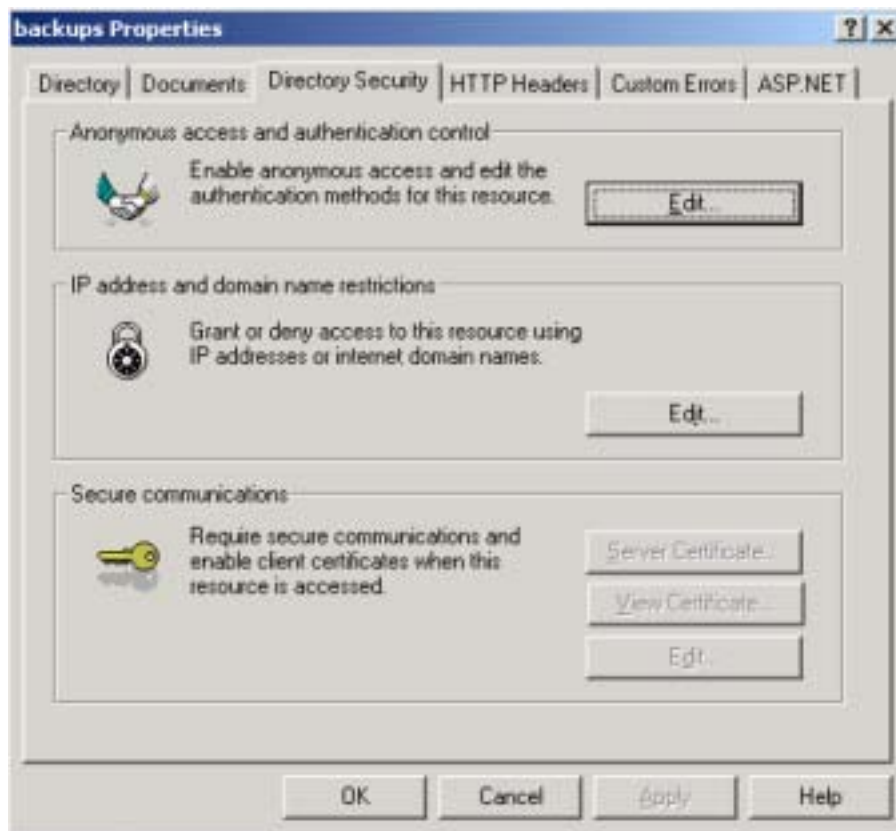 backups Properties
Directory Documents Directory Security HTTP Headers Custom Errors ASP.NET
Anonymous access and authentication control
Enable anonymous access and edit the
authentication methods for this resource.
Edit...
IP address and domain name restrictions
Grant or deny access to this resource using
IP addresses or internet domain names.
Edit...
Secure communications
Require secure communications and
enable client certificates when this
resource is accessed.
Server Certificate...
View Certificate...
Edit...
OK Cancel Apply Help